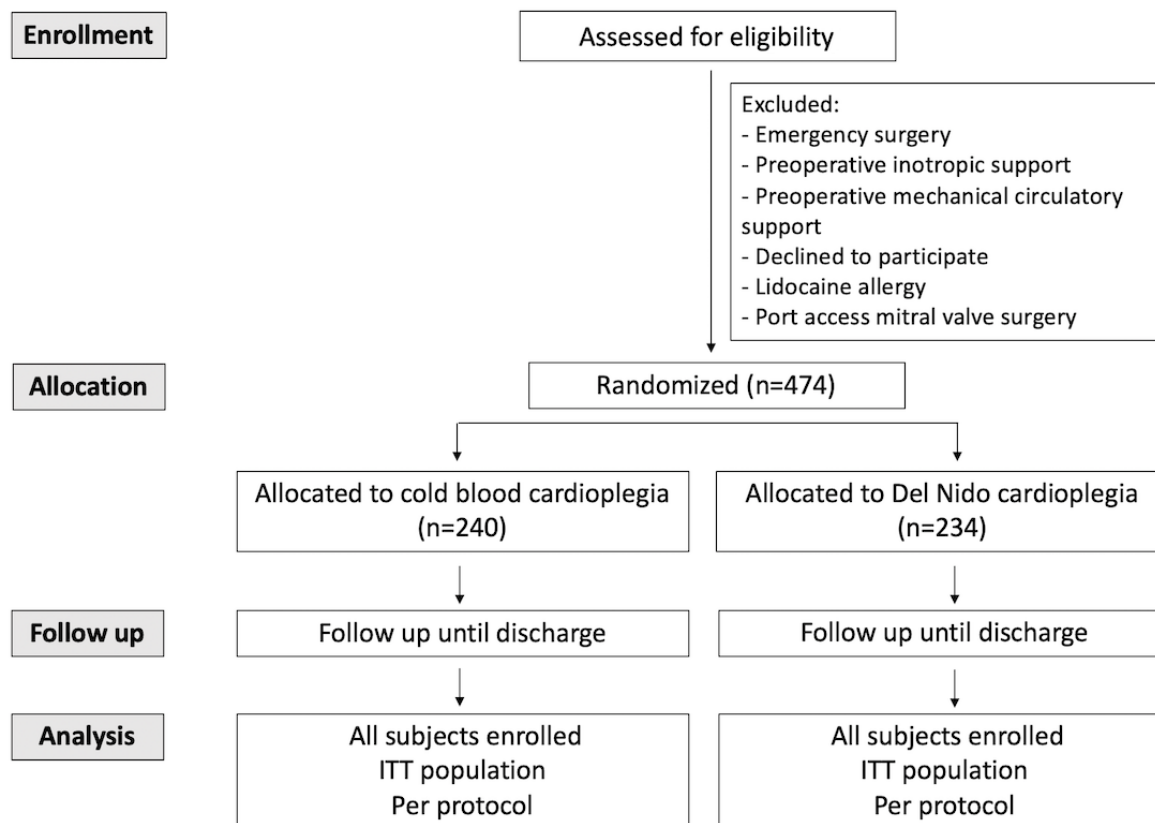 Enrollment
Assessed for eligibility
Excluded:
- Emergency surgery
- Preoperative inotropic support
- Preoperative mechanical circulatory
support
- Declined to participate
- Lidocaine allergy
- Port access mitral valve surgery
Allocation
Randomized (n=474)
Allocated to cold blood cardioplegia
(n=240)
Allocated to Del Nido cardioplegia
(n=234)
Follow up
Follow up until discharge
Follow up until discharge
Analysis
All subjects enrolled
ITT population
Per protocol
All subjects enrolled
ITT population
Per protocol